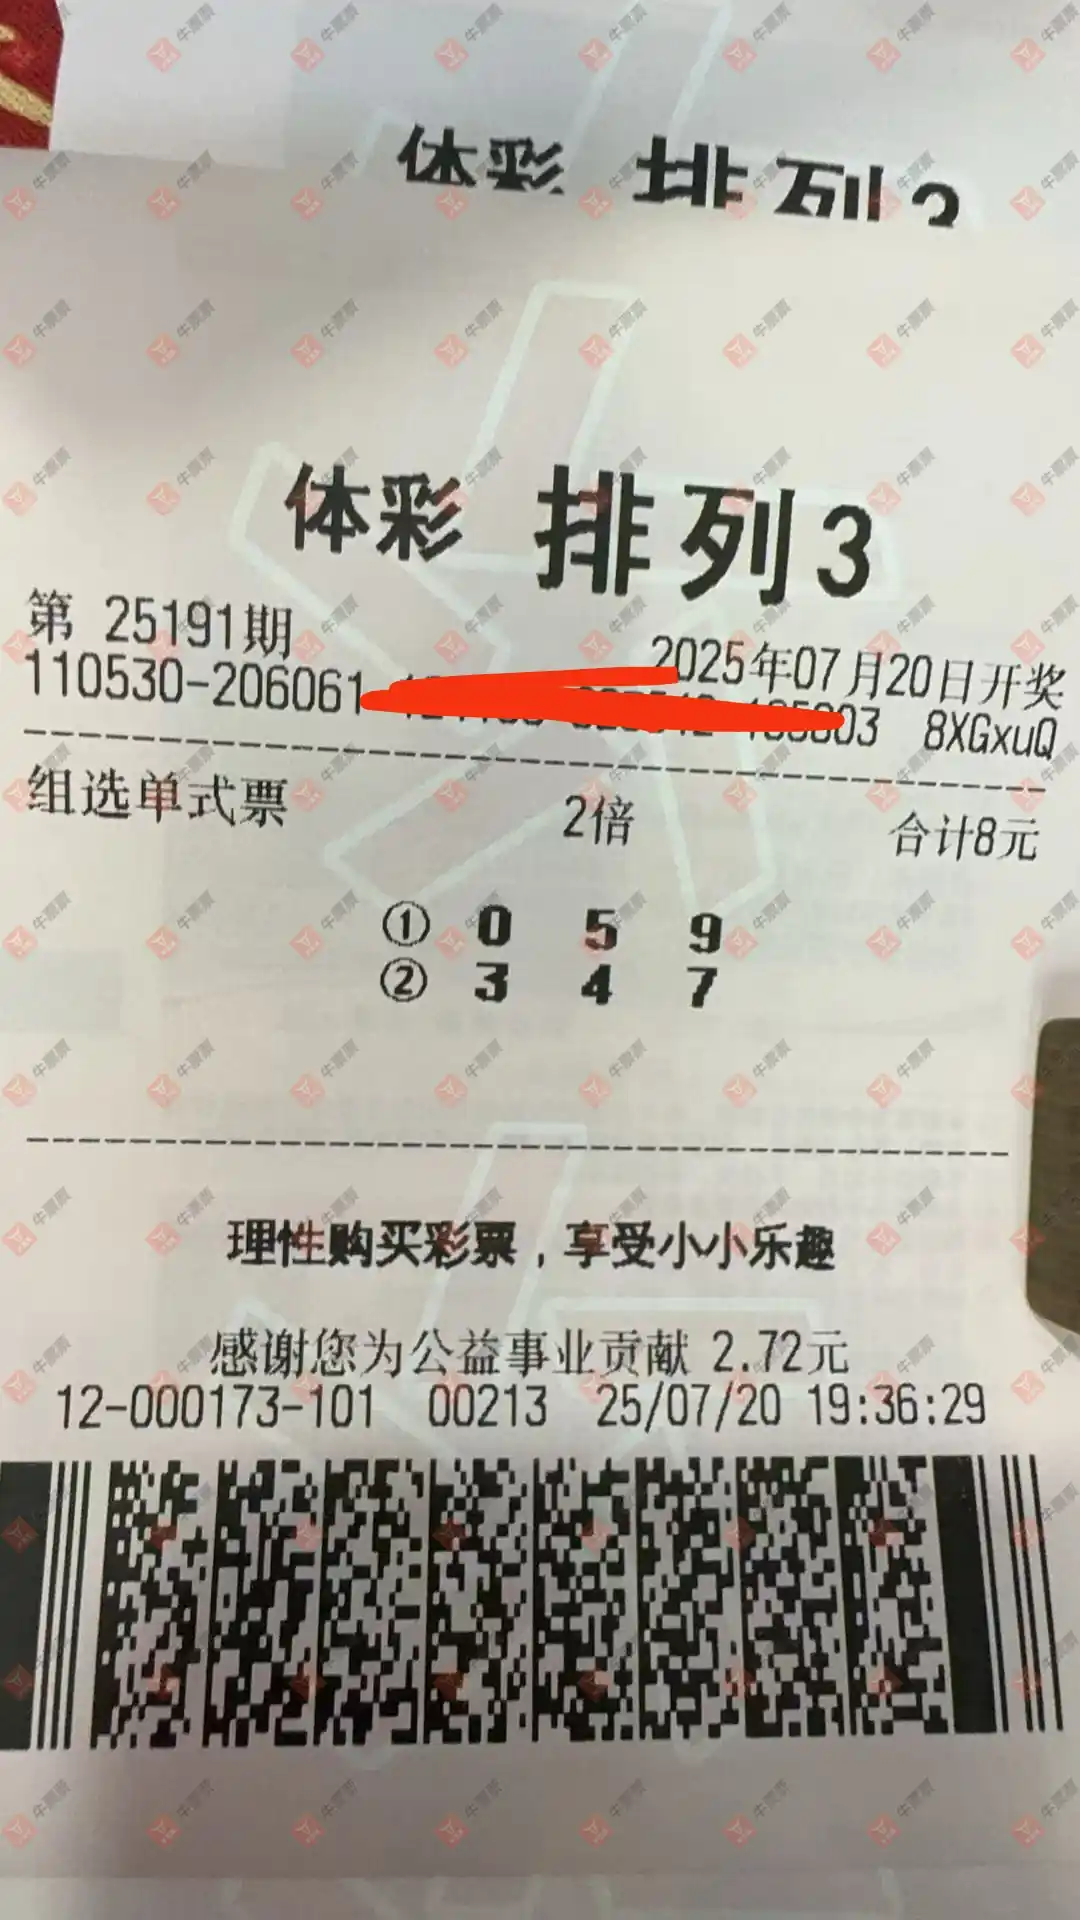 体彩 排列3
体彩 排列3
第 25191期
2025年07月20日开奖
110530-206061 03 8XGxuQ
组选单式票 2倍 合计8元
① 0 5 9
② 3 4 7
理性购买彩票，享受小小乐趣
感谢您为公益事业贡献 2.72元
12-000173-101 00213 25/07/20 19:36:29
牛票票